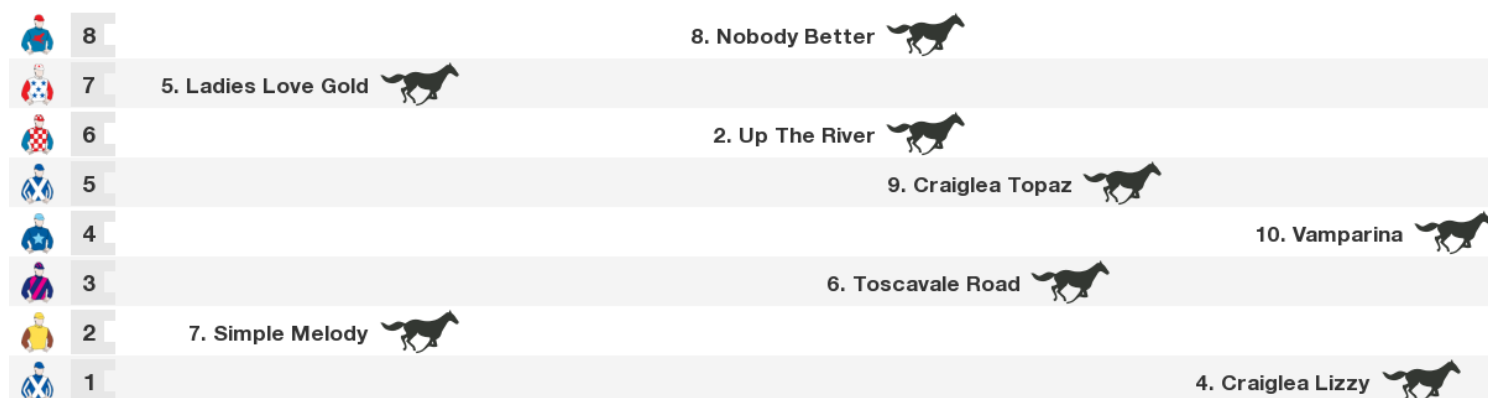 8 8. Nobody Better
7 5. Ladies Love Gold
6 2. Up The River
5 9. Craiglea Topaz
4 10. Vamparina
3 6. Toscavale Road
2 7. Simple Melody
1 4. Craiglea Lizzy